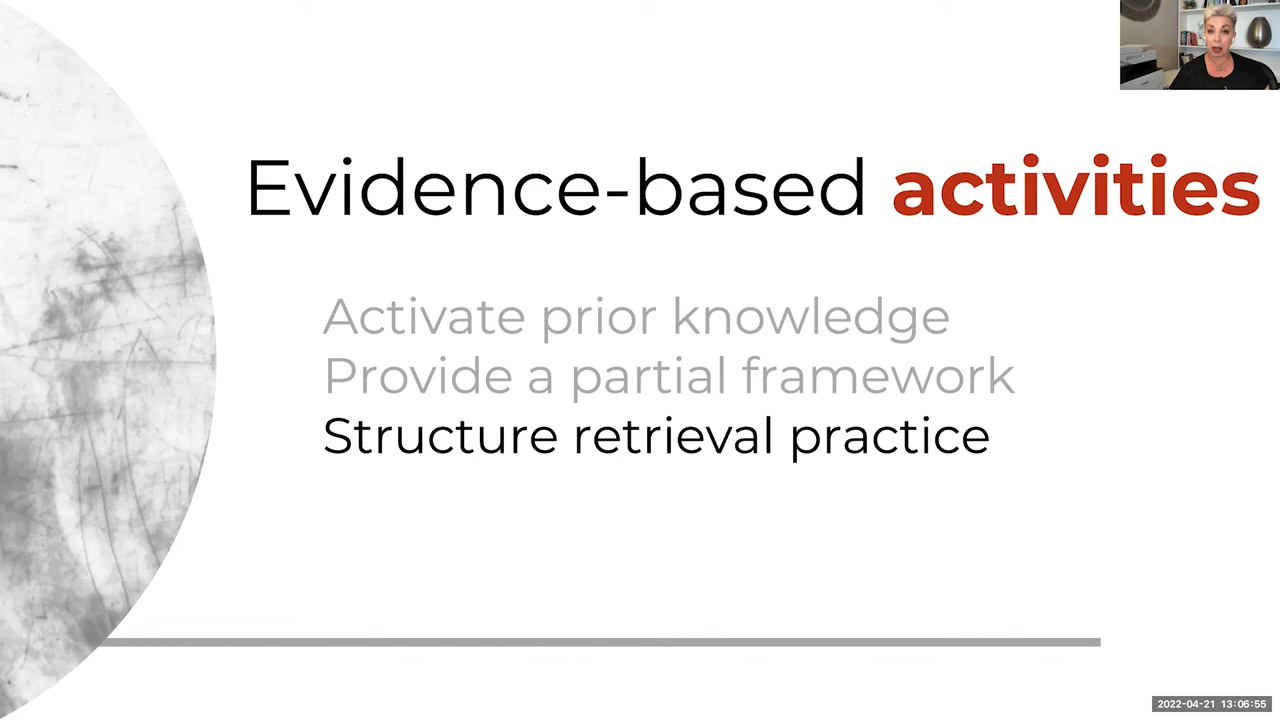 Evidence-based activities
Activate prior knowledge
Provide a partial framework
Structure retrieval practice
2022-04-21 13:06:55